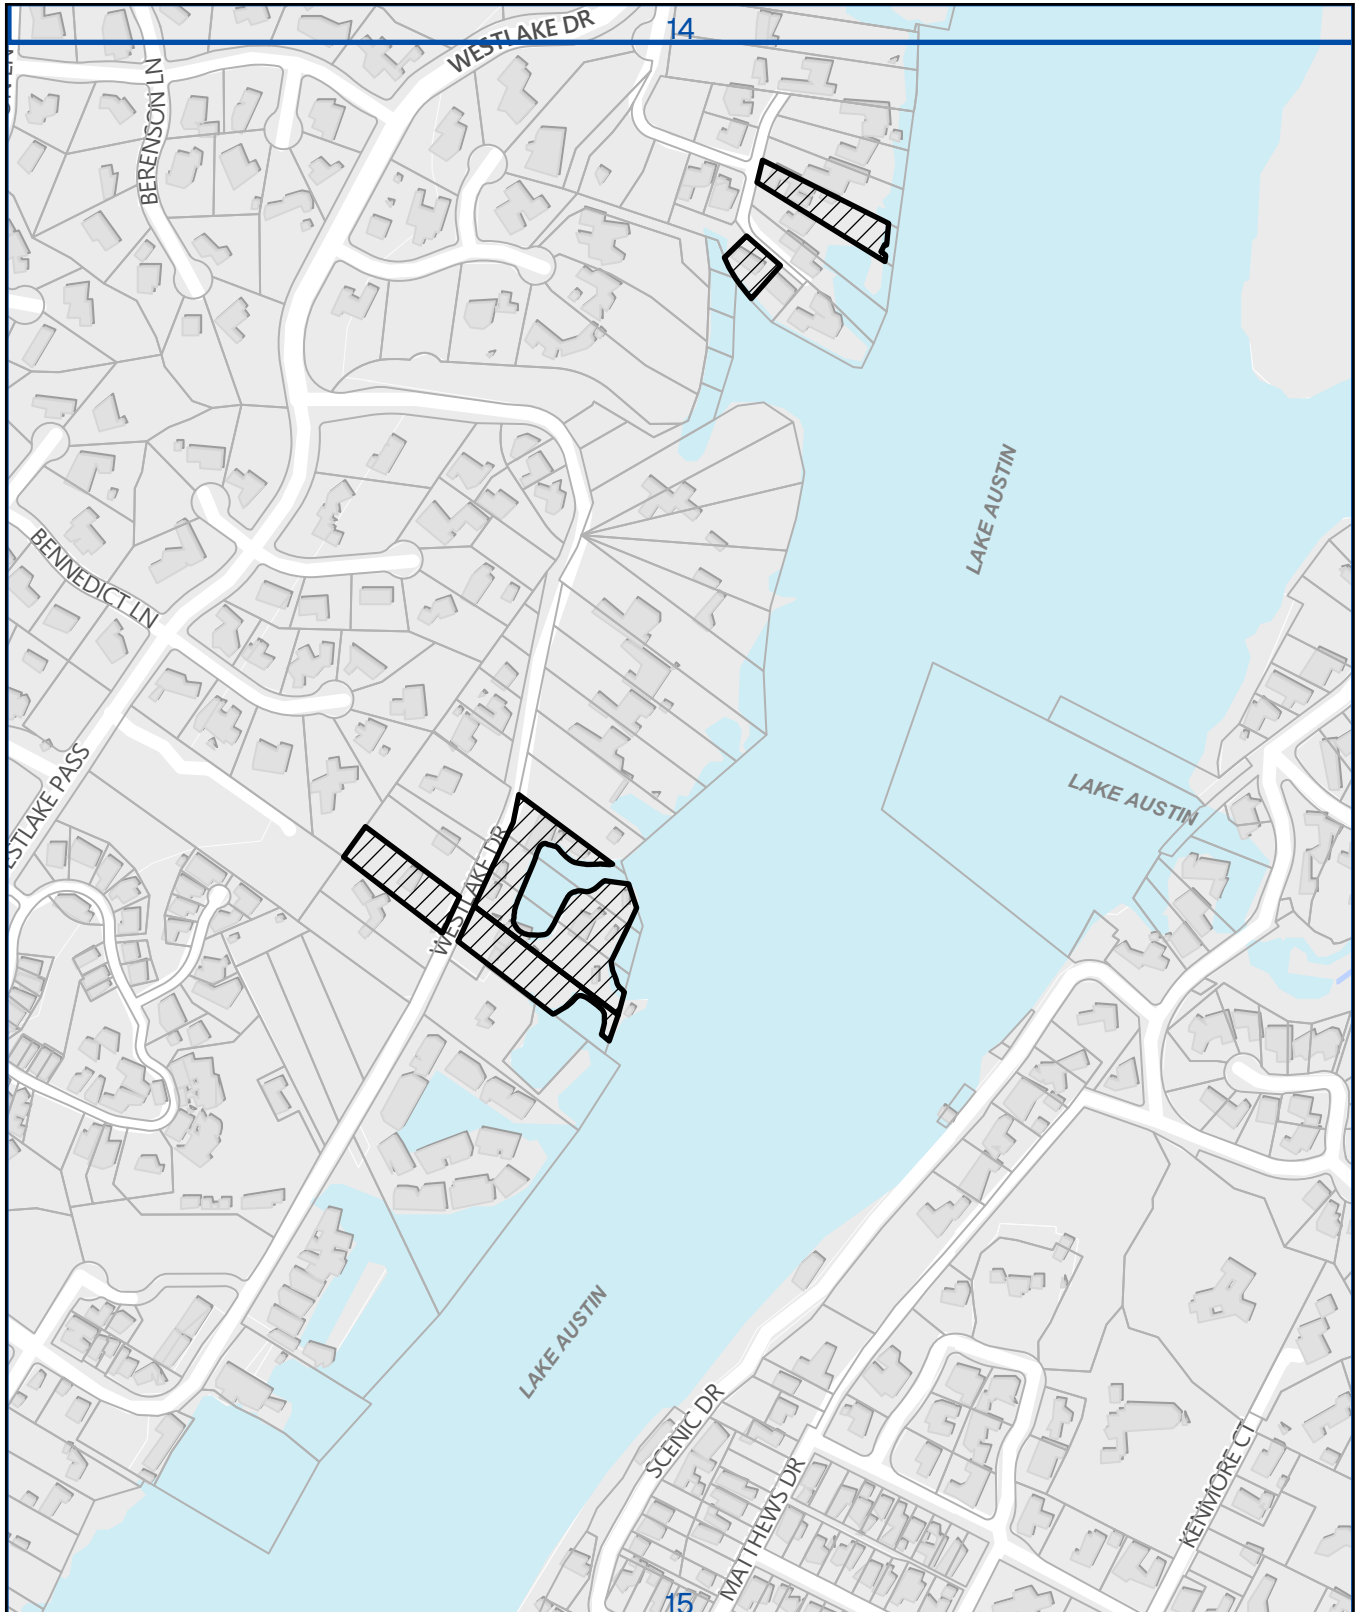 14
WESTLAKE DR
BERENSON LN
LAKE AUSTIN
BENNEDICT LN
LAKE AUSTIN
ESTLAKE PASS
WESTLAKE DR
LAKE AUSTIN
SCENIC DR
KENMORE CT
MATTHEWS DR
15